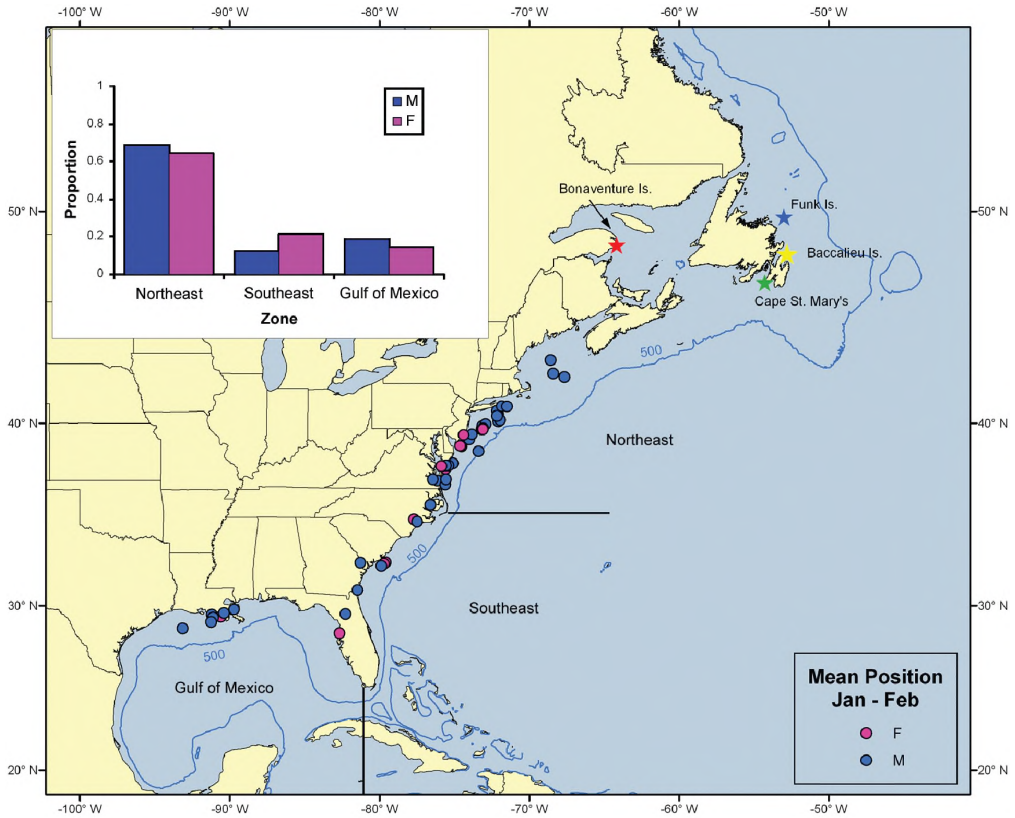 -100° W -90° W -80° W -70° W -60° W -50° W
1
0.8
0.6
0.4
0.2
0
Proportion
M
F
Northeast Southeast Gulf of Mexico
Zone
50° N
50° N
Bonaventure Is.
Funk Is.
Baccalieu Is.
Cape St. Mary's
500
40° N
40° N
Northeast
500
30° N
30° N
Southeast
500
Gulf of Mexico
Mean Position
Jan - Feb
F
M
20° N
20° N
-100° W -90° W -80° W -70° W -60° W -50° W